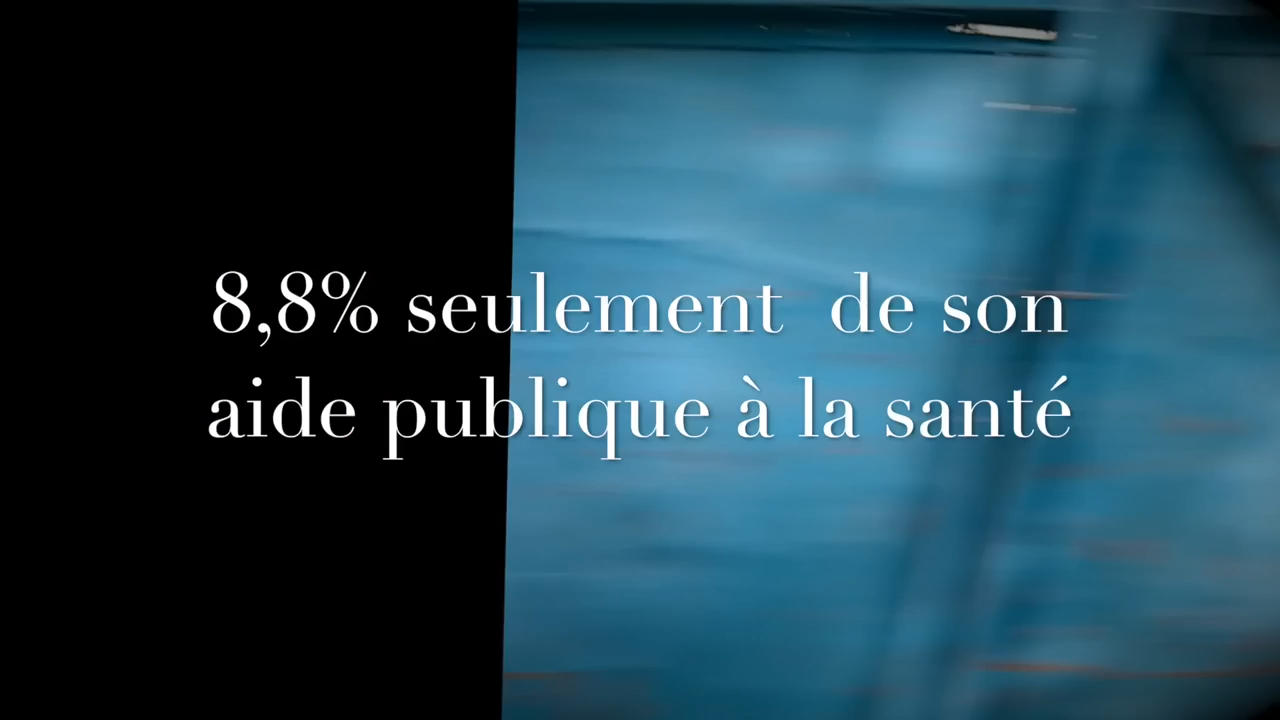 8,8% seulement  de son
aide publique à la santé